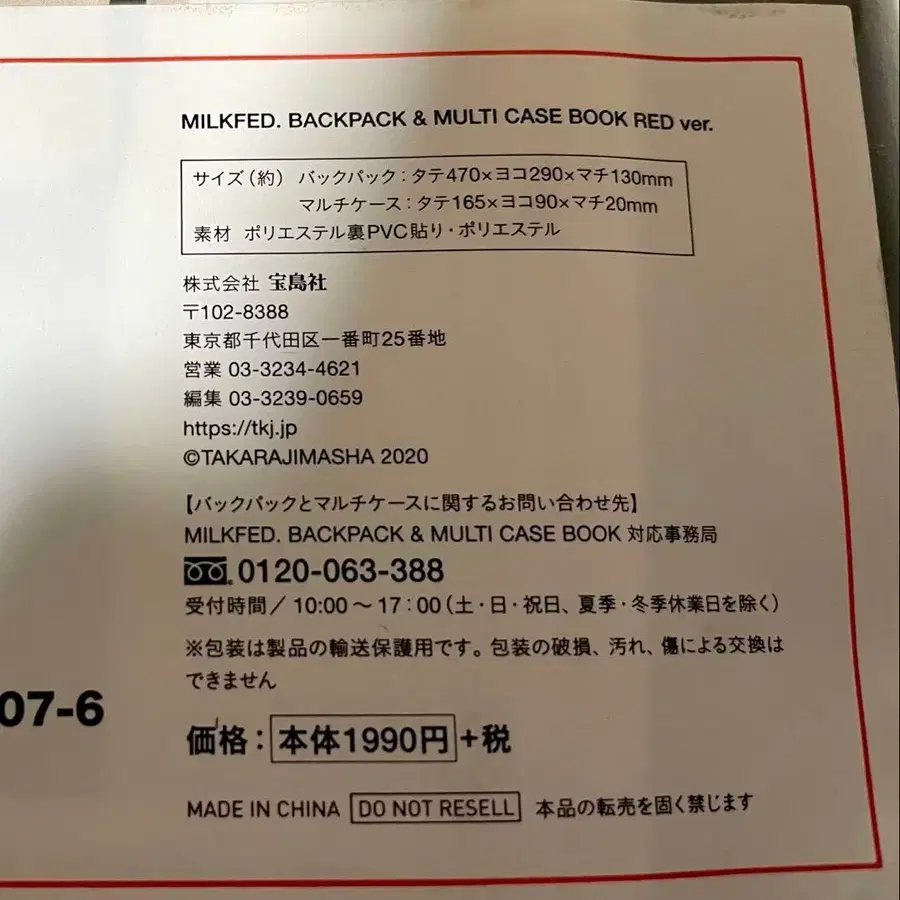 MILKFED. BACKPACK & MULTI CASE BOOK RED ver.
サイズ（約） バックパック：タテ470×ヨコ290×マチ130mm
マルチケース：タテ165×ヨコ90×マチ20mm
素材 ポリエステル裏PVC貼り・ポリエステル
株式会社 宝島社
〒102-8388
東京都千代田区一番町25番地
営業 03-3234-4621
編集 03-3239-0659
https://tkj.jp
©TAKARAJIMASHA 2020
【バックパックとマルチケースに関するお問い合わせ先】
MILKFED. BACKPACK & MULTI CASE BOOK 対応事務局
0120-063-388
受付時間／10:00～17:00（土・日・祝日、夏季・冬季休業日を除く）
※包装は製品の輸送保護用です。包装の破損、汚れ、傷による交換は
できません
07-6
価格：本体1990円+税
MADE IN CHINA DO NOT RESELL 本品の転売を固く禁じます